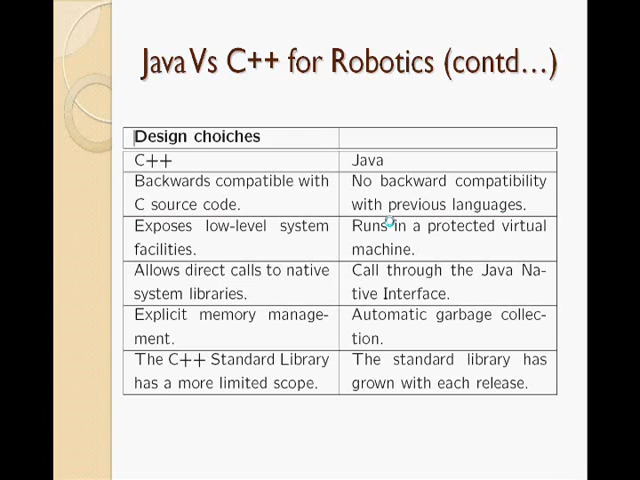 Java Vs C++ for Robotics (contd...)
Design choiches
C++
Java
Backwards compatible with
C source code.
No backward compatibility
with previous languages.
Exposes low-level system
facilities.
Runs in a protected virtual
machine.
Allows direct calls to native
system libraries.
Call through the Java Na-
tive Interface.
Explicit memory manage-
ment.
Automatic garbage collec-
tion.
The C++ Standard Library
has a more limited scope.
The standard library has
grown with each release.